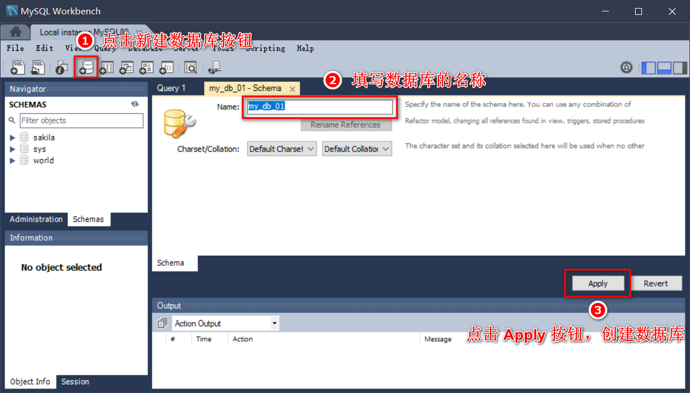 MySQL Workbench
Local instance MySQL80
1 点击新建数据库按钮
File Edit View Query Database Server Tools Scripting Help
Navigator
SCHEMAS
Filter objects
sakila
sys
world
Administration Schemas
Information
No object selected
Object Info Session
Query 1
my_db_01 - Schema
2 填写数据库的名称
Name: my_db_01
Specify the name of the schema here. You can use any combination of
Rename References
Refactor model, changing all references found in view, triggers, stored procedures
Charset/Collation: Default Charset Default Collation
The character set and its collation selected here will be used when no other
Schema
Apply Revert
3
点击 Apply 按钮，创建数据库
Output
Action Output
# Time Action Message